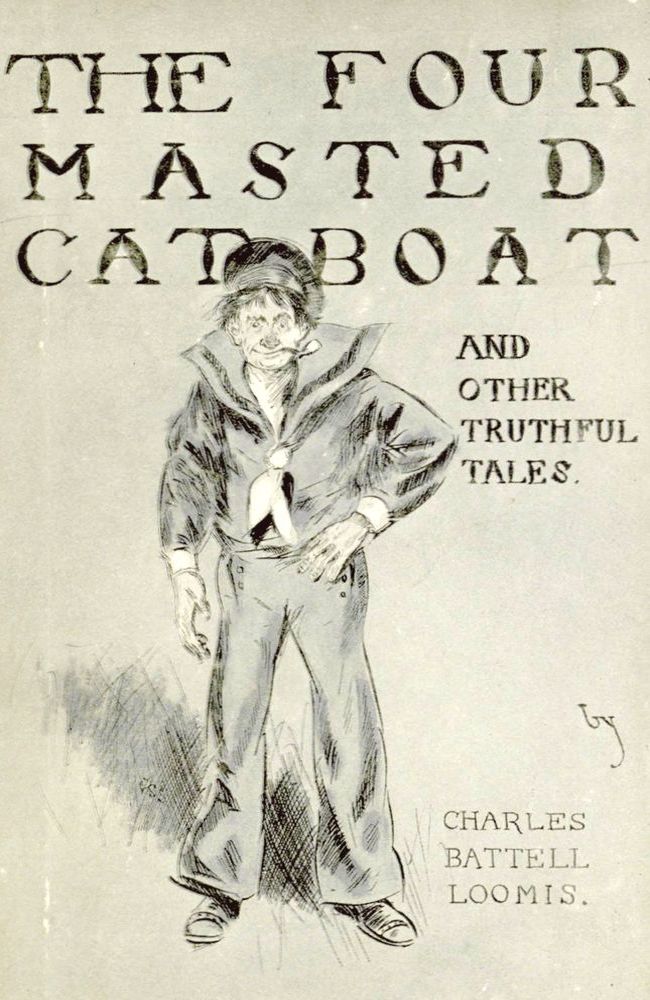 THE FOUR
MASTED
CAT BOAT
AND
OTHER
TRUTHFUL
TALES.
by
CHARLES
BATTELL
LOOMIS.